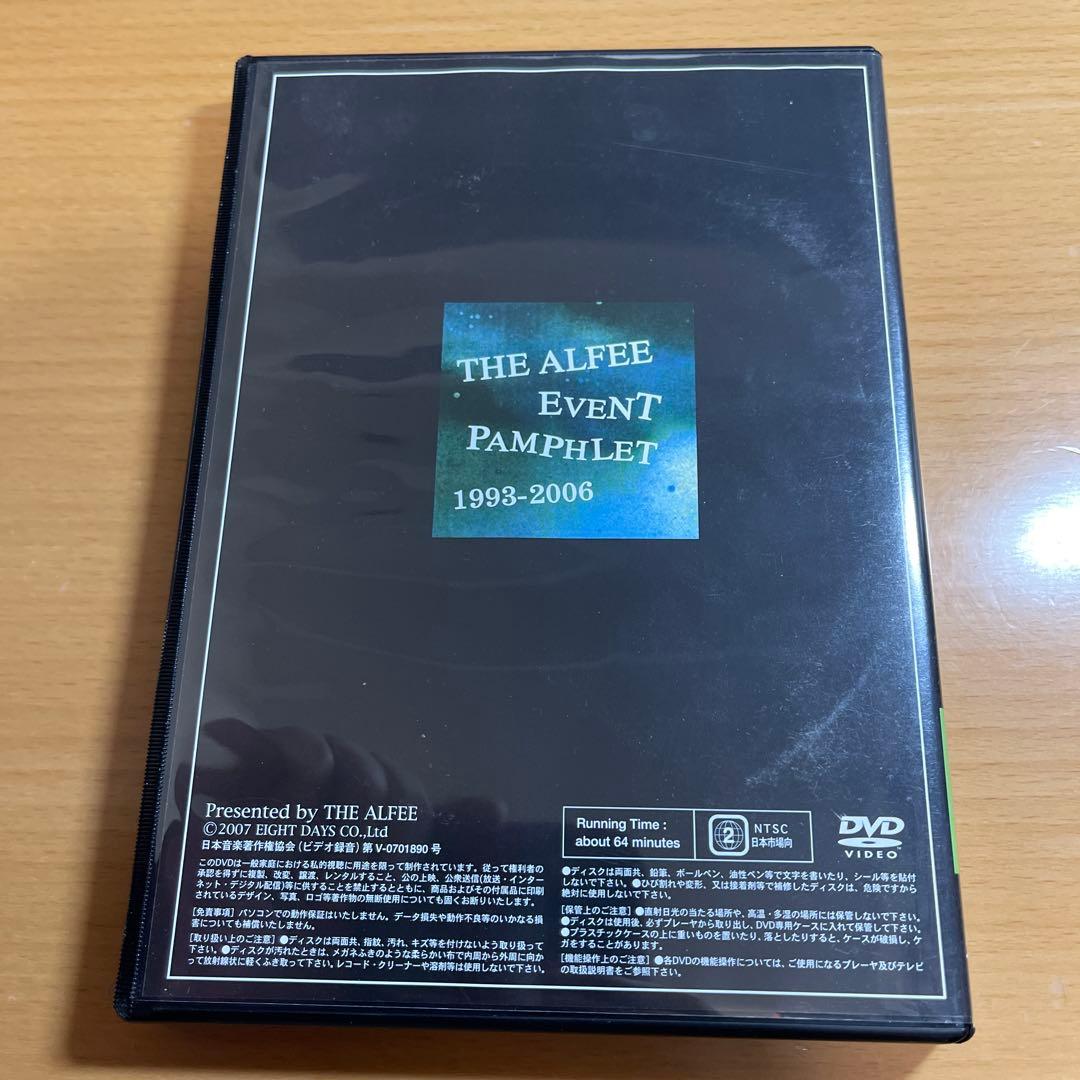 THE ALFEE
EVENT
PAMPHLET
1993-2006
Presented by THE ALFEE
©2007 EIGHT DAYS CO.,Ltd
日本音楽著作権協会(ビデオ録音)第V-0701890号
このDVDは一般家庭における私的視聴に用途を限って制作されています。従って権利者の
承認を得ずに複製、改変、譲渡、レンタルすること、公の上映、公衆送信(放送・インター
ネット・デジタル配信)等に供することを禁止するとともに、商品およびその付属品に印刷
されているデザイン、写真、ロゴ等著作物の無断使用についても固くお断りいたします。
[免責事項]パソコンでの動作保証はいたしません。データ損失や動作不良等のいかなる損
害についても補償いたしません。
[取り扱い上のご注意]●ディスクは両面共、指紋、汚れ、キズ等を付けないよう取り扱って
下さい。●ディスクが汚れたときは、メガネふきのような柔らかい布で内周から外周に向か
って放射線状に軽くふき取って下さい。レコード・クリーナーや溶剤等は使用しないで下さい。
Running Time :
about 64 minutes
2
NTSC
日本市場向
DVD
VIDEO
●ディスクは両面共、鉛筆、ボールペン、油性ペン等で文字を書いたり、シール等を貼付
しないで下さい。●ひび割れや変形、又は接着剤等で補修したディスクは、危険ですから
絶対に使用しないで下さい。
[保管上のご注意]●直射日光の当たる場所や、高温・多湿の場所には保管しないで下さい。
●ディスクは使用後、必ずプレーヤから取り出し、DVD専用ケースに入れて保管して下さい。
●プラスチックケースの上に重いものを置いたり、落としたりすると、ケースが破損し、ケ
ガをすることがあります。
[機能操作上のご注意]●各DVDの機能操作については、ご使用になるプレーヤ及びテレビ
の取扱説明書をご参照下さい。